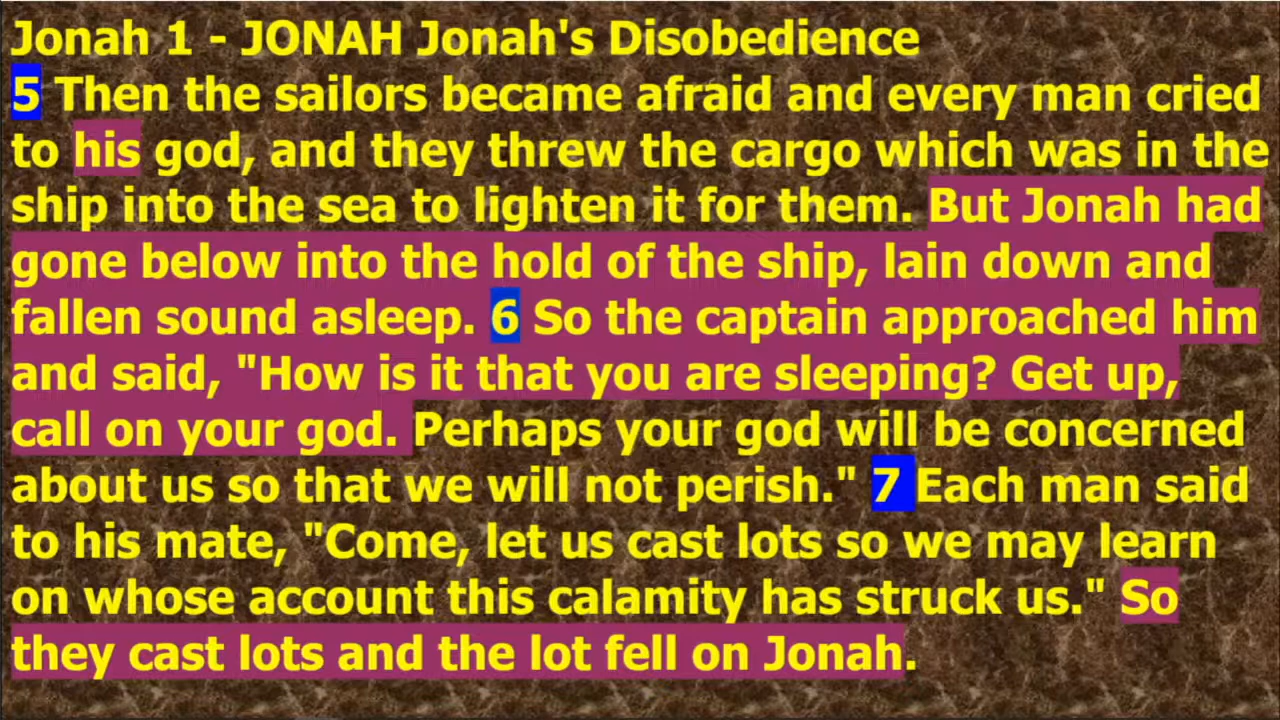 Jonah 1 - JONAH Jonah's Disobedience
5 Then the sailors became afraid and every man cried
to his god, and they threw the cargo which was in the
ship into the sea to lighten it for them. But Jonah had
gone below into the hold of the ship, lain down and
fallen sound asleep. 6 So the captain approached him
and said, "How is it that you are sleeping? Get up,
call on your god. Perhaps your god will be concerned
about us so that we will not perish." 7 Each man said
to his mate, "Come, let us cast lots so we may learn
on whose account this calamity has struck us." So
they cast lots and the lot fell on Jonah.